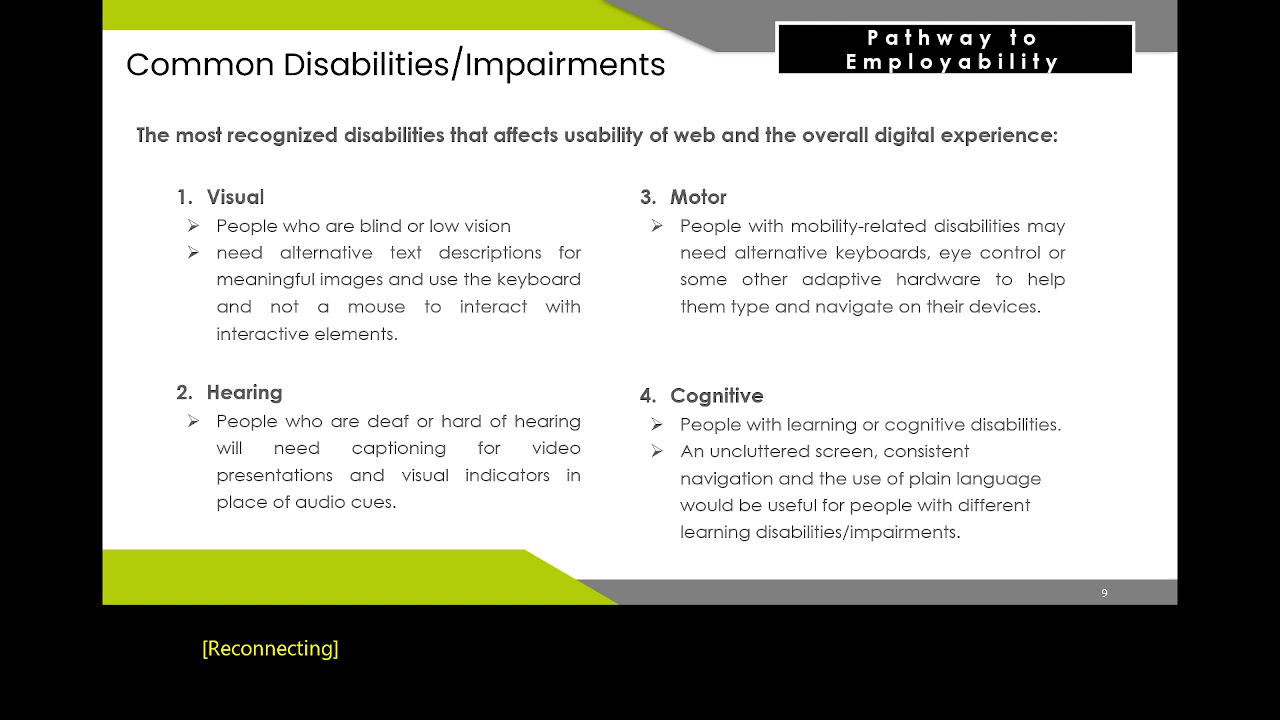 Pathway to
Employability
Common Disabilities/Impairments
The most recognized disabilities that affects usability of web and the overall digital experience:
1. Visual
➢ People who are blind or low vision
➢ need alternative text descriptions for
meaningful images and use the keyboard
and not a mouse to interact with
interactive elements.
2. Hearing
➢ People who are deaf or hard of hearing
will need captioning for video
presentations and visual indicators in
place of audio cues.
3. Motor
➢ People with mobility-related disabilities may
need alternative keyboards, eye control or
some other adaptive hardware to help
them type and navigate on their devices.
4. Cognitive
➢ People with learning or cognitive disabilities.
➢ An uncluttered screen, consistent
navigation and the use of plain language
would be useful for people with different
learning disabilities/impairments.
9
[Reconnecting]